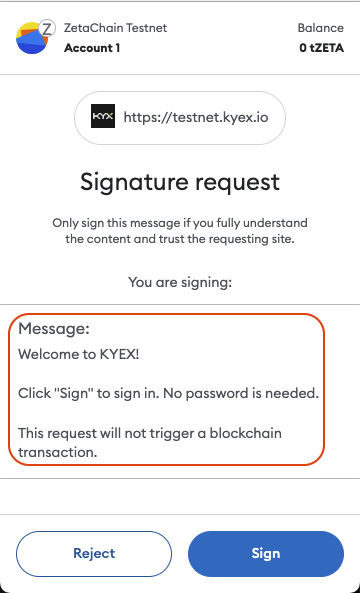 ZetaChain Testnet
Balance
Account 1
0 tZETA
KYX
https://testnet.kyex.io
Signature request
Only sign this message if you fully understand
the content and trust the requesting site.
You are signing:
Message:
Welcome to KYEX!
Click "Sign" to sign in. No password is needed.
This request will not trigger a blockchain
transaction.
Reject
Sign